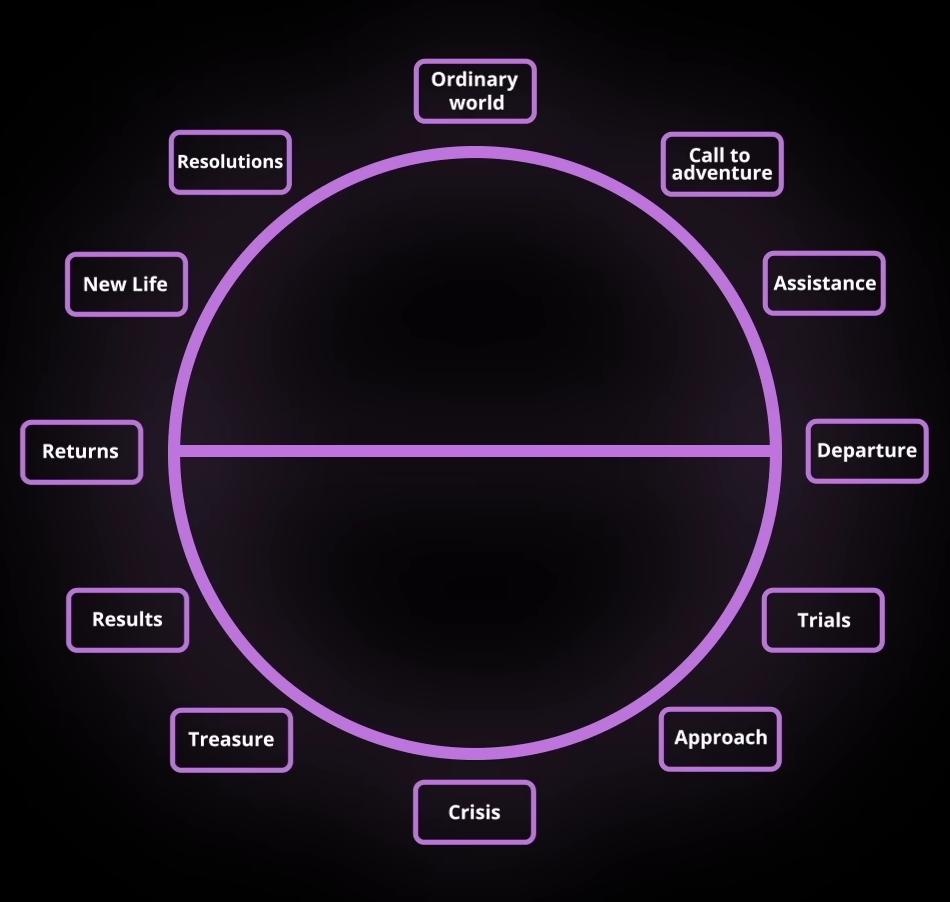 Ordinary
world
Call to
adventure
Assistance
Departure
Trials
Approach
Crisis
Treasure
Results
Returns
New Life
Resolutions